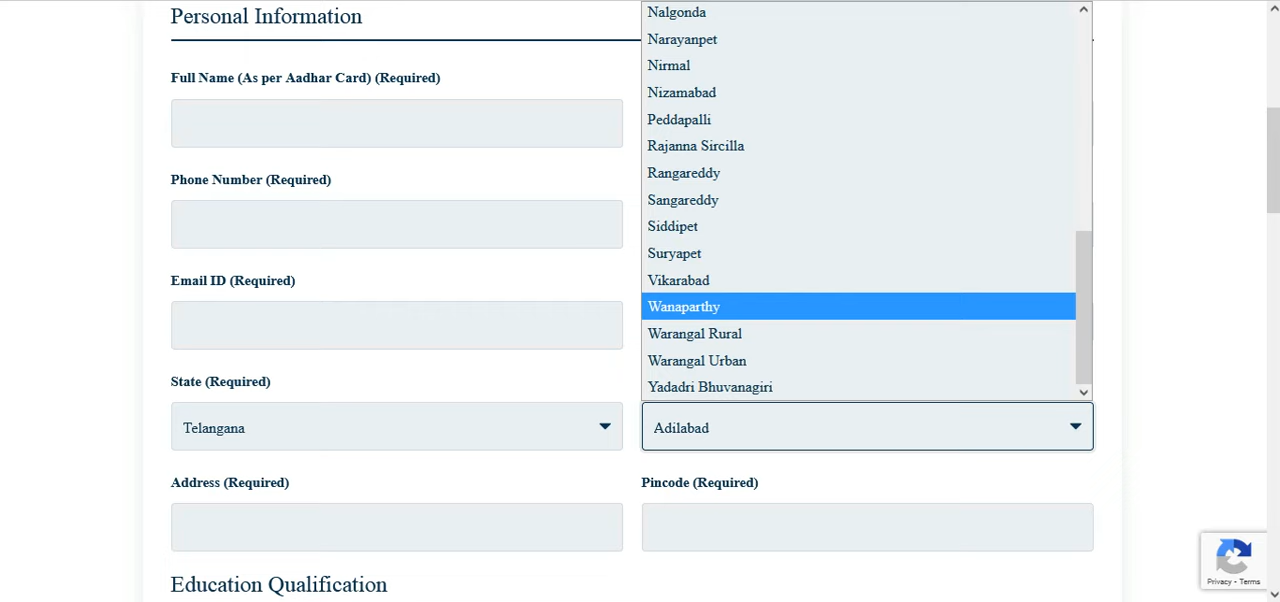 Personal Information
Full Name (As per Aadhar Card) (Required)
Phone Number (Required)
Email ID (Required)
State (Required)
Telangana
Nalgonda
Narayanpet
Nirmal
Nizamabad
Peddapalli
Rajanna Sircilla
Rangareddy
Sangareddy
Siddipet
Suryapet
Vikarabad
Wanaparthy
Warangal Rural
Warangal Urban
Yadadri Bhuvanagiri
Adilabad
Address (Required)
Pincode (Required)
Education Qualification
Privacy - Terms